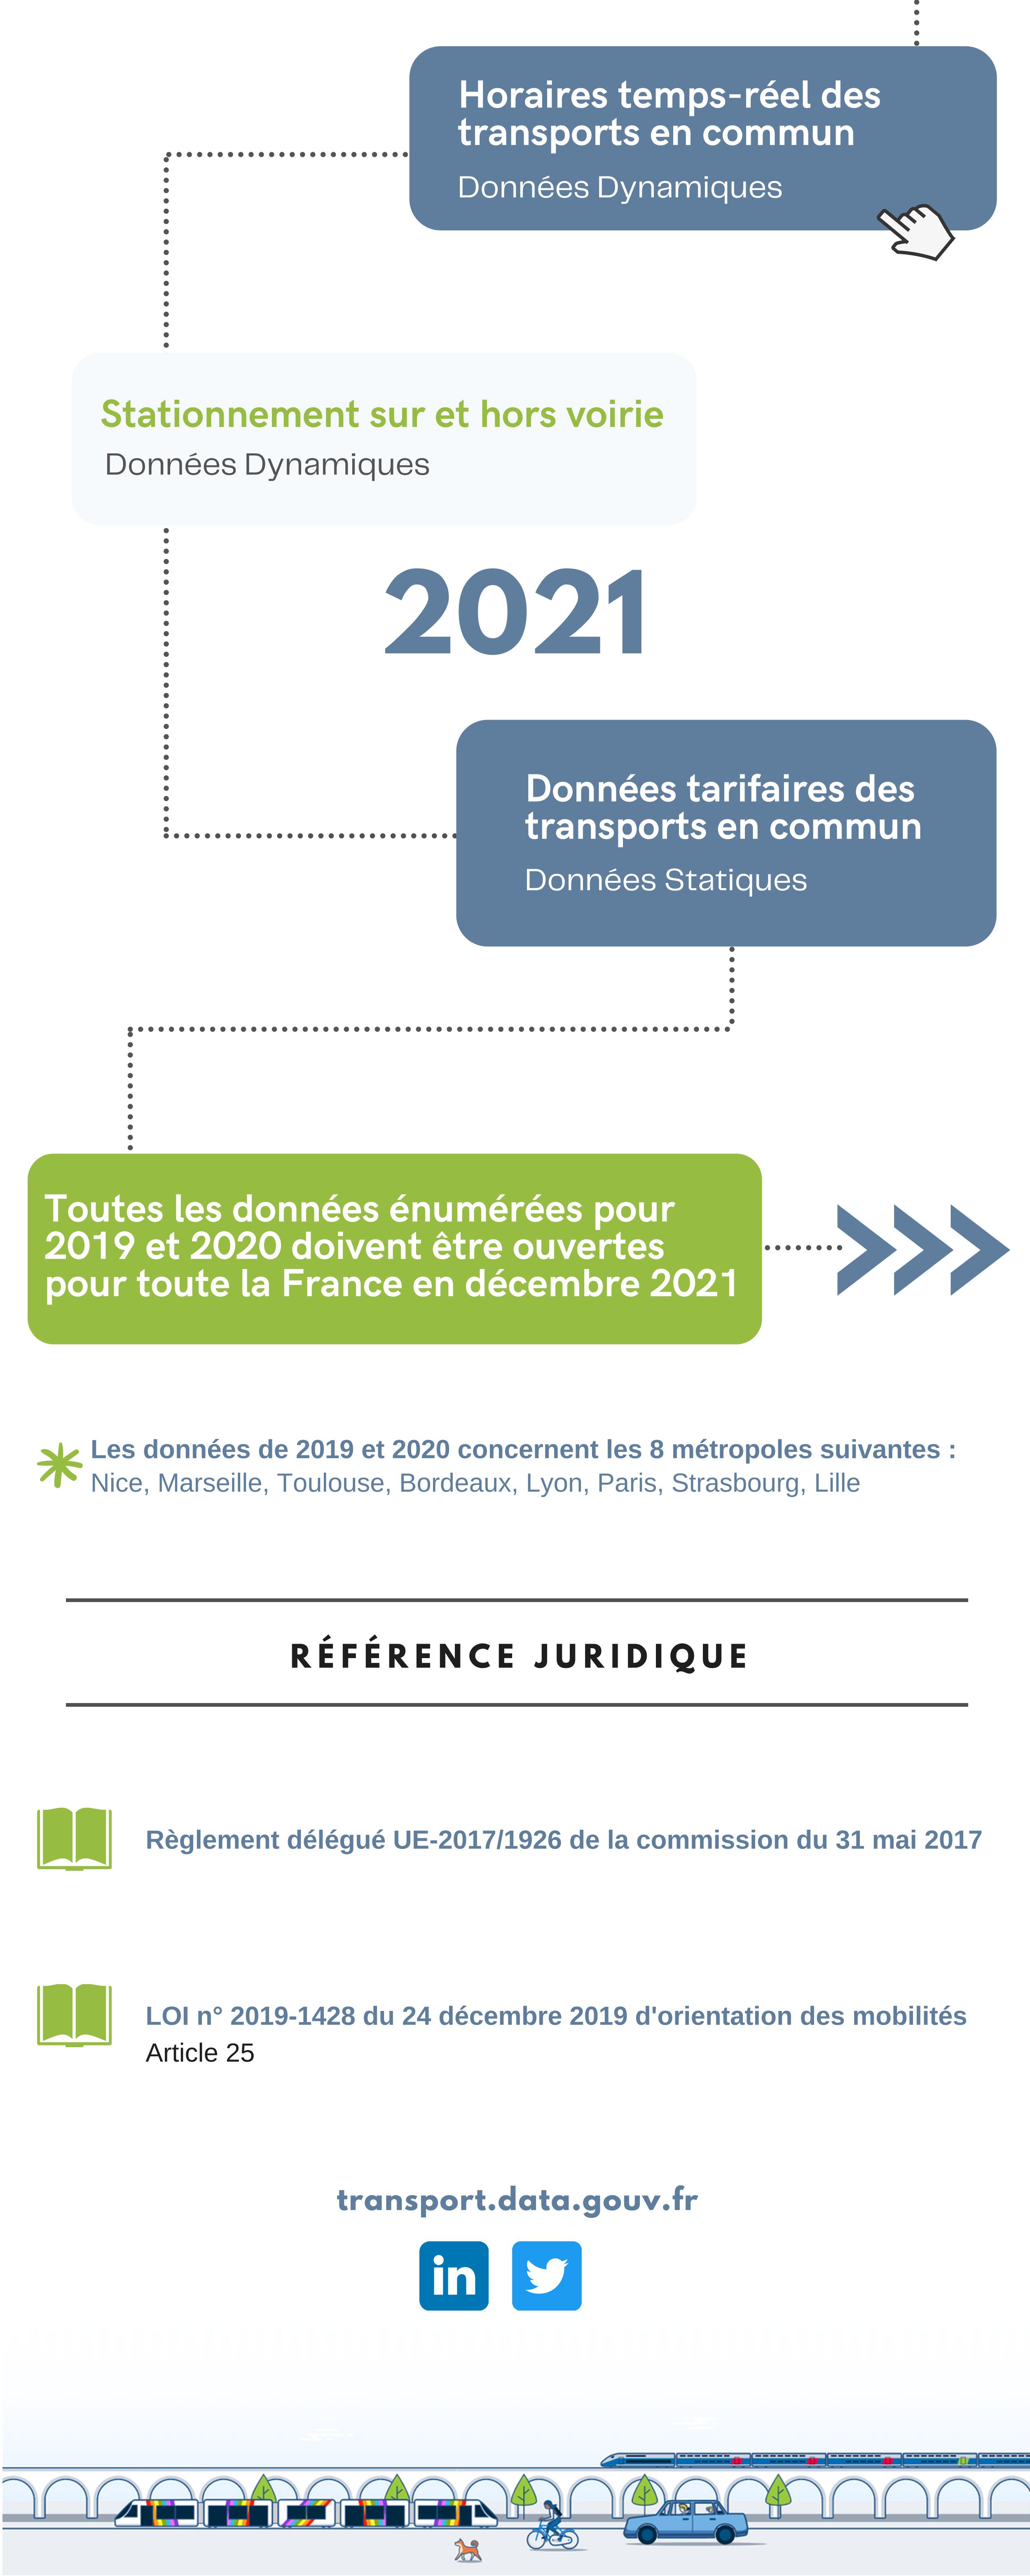 Horaires temps-réel des
transports en commun
Données Dynamiques
Stationnement sur et hors voirie
Données Dynamiques
2021
Données tarifaires des
transports en commun
Données Statiques
Toutes les données énumérées pour
2019 et 2020 doivent être ouvertes
pour toute la France en décembre 2021
Les données de 2019 et 2020 concernent les 8 métropoles suivantes :
Nice, Marseille, Toulouse, Bordeaux, Lyon, Paris, Strasbourg, Lille
RÉFÉRENCE JURIDIQUE
Règlement délégué UE-2017/1926 de la commission du 31 mai 2017
LOI n° 2019-1428 du 24 décembre 2019 d'orientation des mobilités
Article 25
transport.data.gouv.fr
in